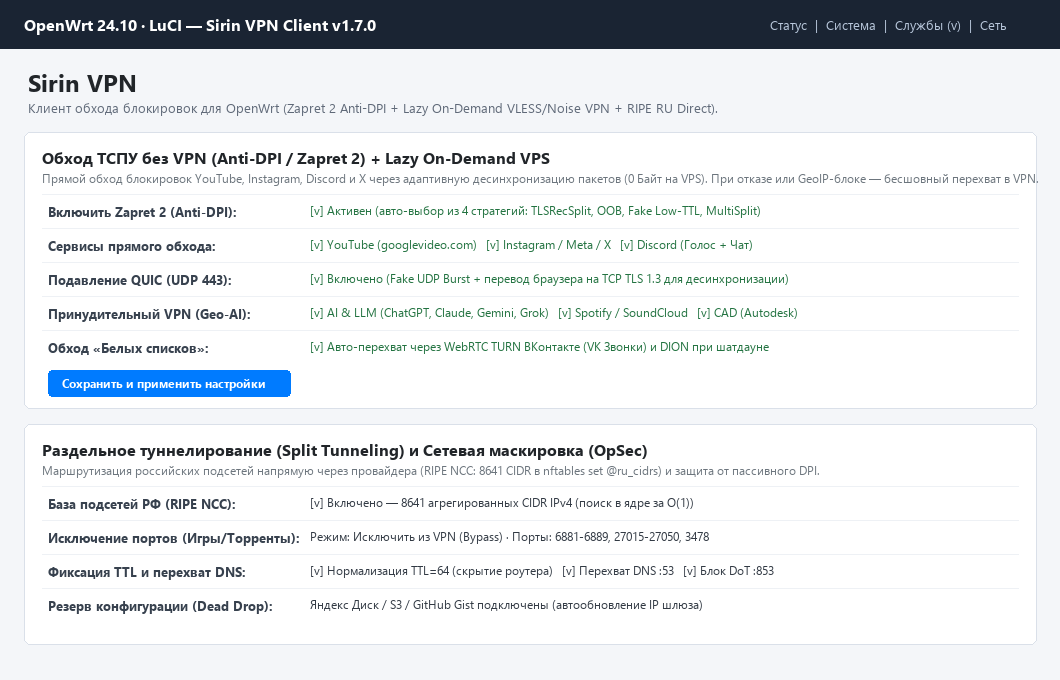 OpenWrt 24.10 · LuCI — Sirin VPN Client v1.7.0
Статус | Система | Службы (v) | Сеть
Sirin VPN
Клиент обхода блокировок для OpenWrt (Zapret 2 Anti-DPI + Lazy On-Demand VLESS/Noise VPN + RIPE RU Direct).
Обход ТСПУ без VPN (Anti-DPI / Zapret 2) + Lazy On-Demand VPS
Прямой обход блокировок YouTube, Instagram, Discord и X через адаптивную десинхронизацию пакетов (0 Байт на VPS). При отказе или GeoIP-блоке — бесшовный перехват в VPN.
Включить Zapret 2 (Anti-DPI): [v] Активен (авто-выбор из 4 стратегий: TLSRecSplit, OOB, Fake Low-TTL, MultiSplit)
Сервисы прямого обхода: [v] YouTube (googlevideo.com) [v] Instagram / Meta / X [v] Discord (Голос + Чат)
Подавление QUIC (UDP 443): [v] Включено (Fake UDP Burst + перевод браузера на TCP TLS 1.3 для десинхронизации)
Принудительный VPN (Geo-AI): [v] AI & LLM (ChatGPT, Claude, Gemini, Grok) [v] Spotify / SoundCloud [v] CAD (Autodesk)
Обход «Белых списков»: [v] Авто-перехват через WebRTC TURN ВКонтакте (VK Звонки) и DION при шатдауне
Сохранить и применить настройки
Раздельное туннелирование (Split Tunneling) и Сетевая маскировка (OpSec)
Маршрутизация российских подсетей напрямую через провайдера (RIPE NCC: 8641 CIDR в nftables set @ru_cidrs) и защита от пассивного DPI.
База подсетей РФ (RIPE NCC): [v] Включено — 8641 агрегированных CIDR IPv4 (поиск в ядре за O(1))
Исключение портов (Игры/Торренты): Режим: Исключить из VPN (Bypass) · Порты: 6881-6889, 27015-27050, 3478
Фиксация TTL и перехват DNS: [v] Нормализация TTL=64 (скрытие роутера) [v] Перехват DNS :53 [v] Блок DoT :853
Резерв конфигурации (Dead Drop): Яндекс Диск / S3 / GitHub Gist подключены (автообновление IP шлюза)